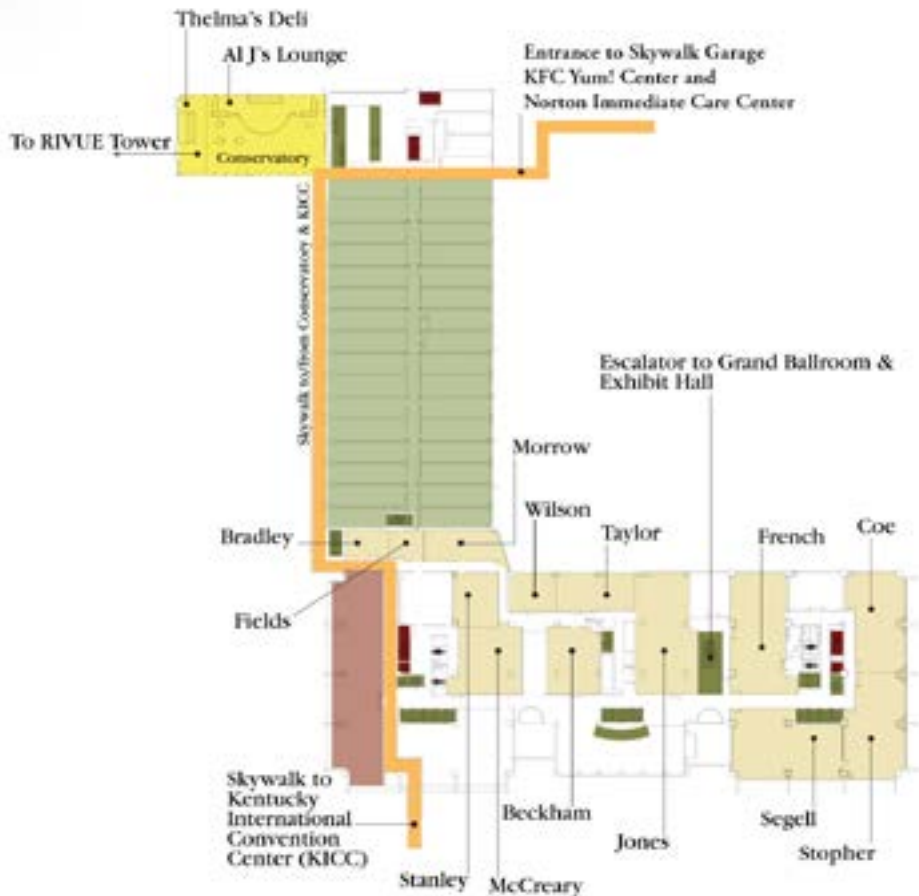 Thelma's Deli
Al J's Lounge
Entrance to Skywalk Garage
KFC Yum! Center and
Norton Immediate Care Center
To RIVUE Tower
Conservatory
Skywalk to/from Conservatory & KICC
Escalator to Grand Ballroom &
Exhibit Hall
Morrow
Wilson
Bradley
Taylor
French
Coe
Fields
Skywalk to
Kentucky
International
Convention
Center (KICC)
Beckham
Segell
Jones
Stopher
Stanley
McCreary